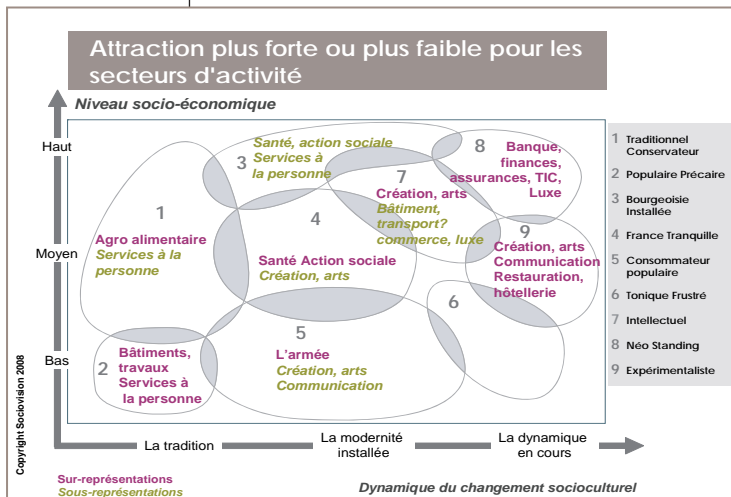 Attraction plus forte ou plus faible pour les
secteurs d'activité
Niveau socio-économique
Haut
Moyen
Bas
1
Agro alimentaire
Services à la
personne
2
Bâtiments,
travaux
Services à
la personne
3
Santé, action sociale
Services à
la personne
4
Santé Action sociale
Création, arts
5
L'armée
Création, arts
Communication
6
7
Création, arts
Bâtiment,
transport?
commerce, luxe
8
Banque,
finances,
assurances, TIC,
Luxe
9
Création, arts
Communication
Restauration,
hôtellerie
1 Traditionnel
Conservateur
2 Populaire Précaire
3 Bourgeoisie
Installée
4 France Tranquille
5 Consommateur
populaire
6 Tonique Frustré
7 Intellectuel
8 Néo Standing
9 Expérimentaliste
La tradition
La modernité
installée
La dynamique
en cours
Dynamique du changement socioculturel
Sur-représentations
Sous-représentations
Copyright Sociovision 2008